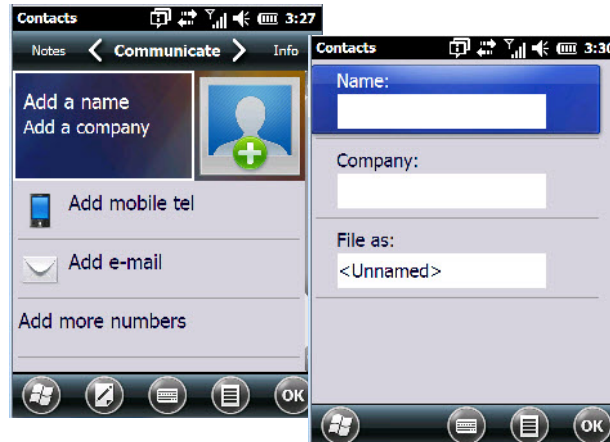 Contacts 3:27
Notes Communicate Info
Add a name
Add a company
Add mobile tel
Add e-mail
Add more numbers
OK
Contacts 3:30
Name:
Company:
File as:
<Unnamed>
OK